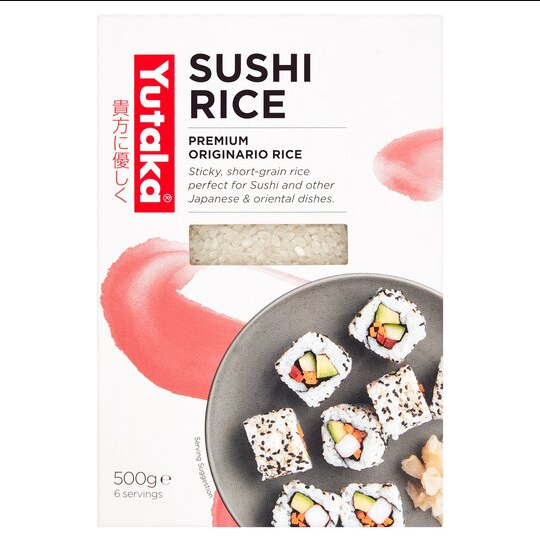 SUSHI
RICE
Yutaka®
貴方に優しく
PREMIUM
ORIGINARIO RICE
Sticky, short-grain rice
perfect for Sushi and other
Japanese & oriental dishes.
Serving Suggestion
500g℮
6 servings